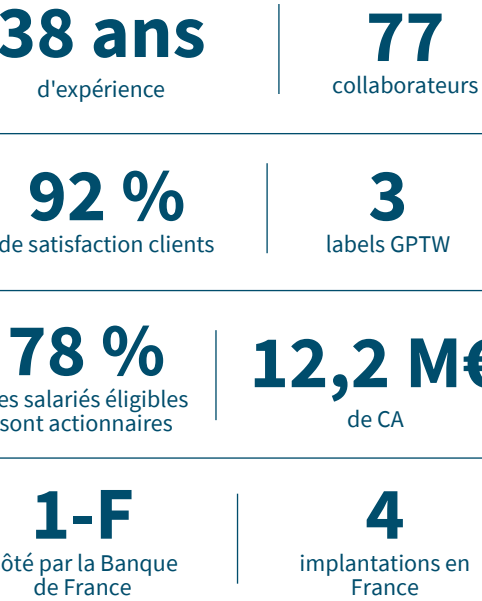 38 ans
77
d'expérience
collaborateurs
92 %
3
de satisfaction clients
labels GPTW
78 %
12,2 M€
es salariés éligibles
sont actionnaires
de CA
1-F
4
ôté par la Banque
de France
implantations en
France